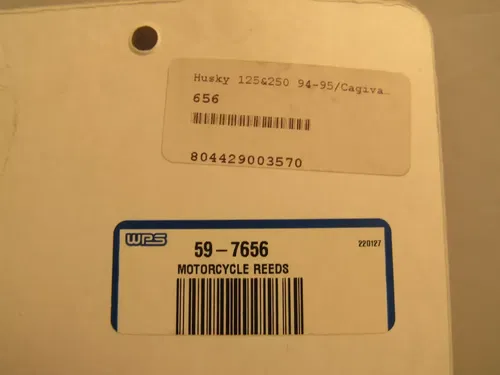 Husky 125&250 94-95/Cagiva…
656
804429003570
WPS
59-7656
220127
MOTORCYCLE REEDS